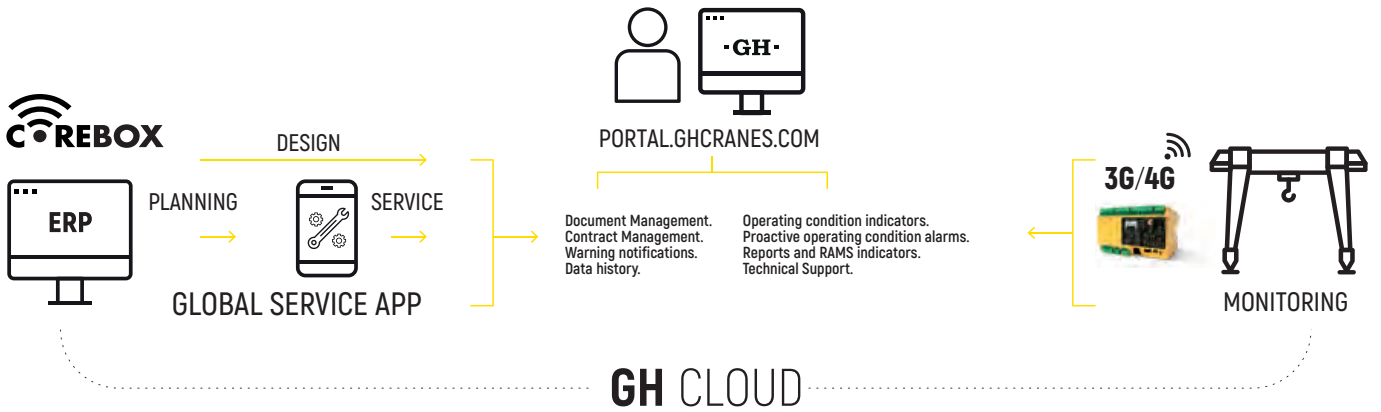 COREBOX
ERP
DESIGN
PLANNING
SERVICE
GLOBAL SERVICE APP
·GH·
PORTAL.GHCRANES.COM
Document Management.
Contract Management.
Warning notifications.
Data history.
Operating condition indicators.
Proactive operating condition alarms.
Reports and RAMS indicators.
Technical Support.
3G/4G
MONITORING
GH CLOUD